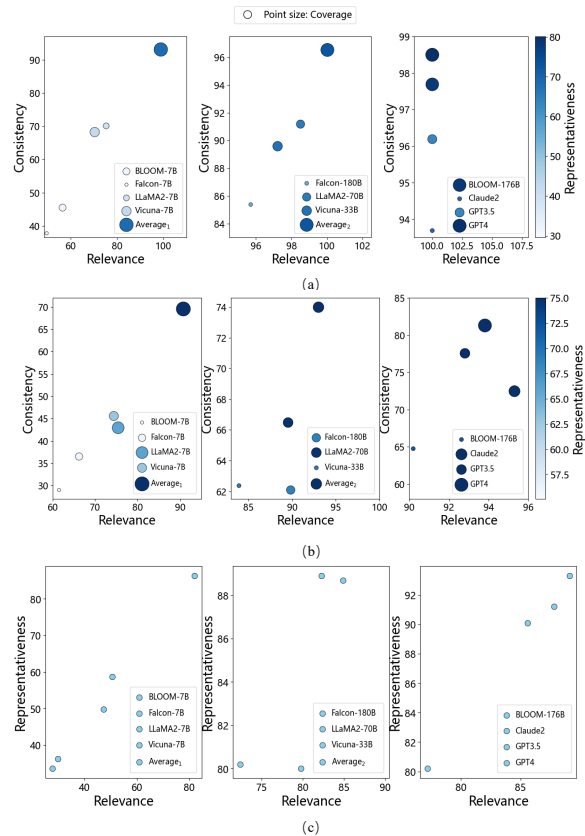 Point size: Coverage
90
80
70
60
50
40
Consistency
60
80
100
Relevance
BLOOM-7B
Falcon-7B
LLaMA2-7B
Vicuna-7B
Average₁
96
94
92
90
88
86
84
Consistency
96
98
100
102
Relevance
Falcon-180B
LLaMA2-70B
Vicuna-33B
Average₂
99
98
97
96
95
94
Consistency
100.0
102.5
105.0
107.5
Relevance
BLOOM-176B
Claude2
GPT3.5
GPT4
80
70
60
50
40
30
Representativeness
(a)
70
65
60
55
50
45
40
35
30
Consistency
60
70
80
90
Relevance
BLOOM-7B
Falcon-7B
LLaMA2-7B
Vicuna-7B
Average₁
74
72
70
68
66
64
62
Consistency
85
90
95
100
Relevance
Falcon-180B
LLaMA2-70B
Vicuna-33B
Average₂
85
80
75
70
65
60
Consistency
90
92
94
96
Relevance
BLOOM-176B
Claude2
GPT3.5
GPT4
75.0
72.5
70.0
67.5
65.0
62.5
60.0
57.5
Representativeness
(b)
80
70
60
50
40
Representativeness
40
60
80
Relevance
BLOOM-7B
Falcon-7B
LLaMA2-7B
Vicuna-7B
Average₁
88
86
84
82
80
Representativeness
75
80
85
90
Relevance
Falcon-180B
LLaMA2-70B
Vicuna-33B
Average₂
92
90
88
86
84
82
80
Representativeness
80
85
Relevance
BLOOM-176B
Claude2
GPT3.5
GPT4
(c)